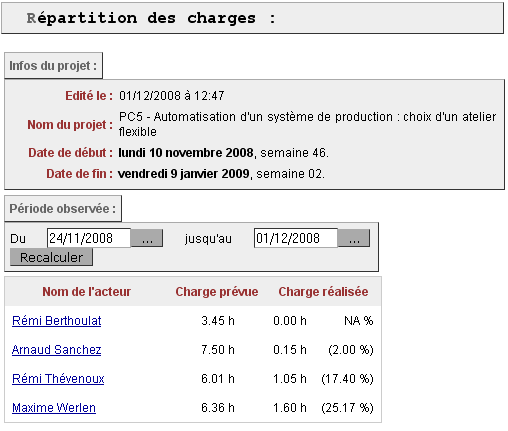 Répartition des charges :
Infos du projet :
Edité le : 01/12/2008 à 12:47
Nom du projet : PC5 - Automatisation d'un système de production : choix d'un atelier
flexible
Date de début : lundi 10 novembre 2008, semaine 46.
Date de fin : vendredi 9 janvier 2009, semaine 02.
Période observée :
Du 24/11/2008 ... jusqu'au 01/12/2008 ...
Recalculer
Nom de l'acteur Charge prévue Charge réalisée
Rémi Berthoulat 3.45 h 0.00 h NA %
Arnaud Sanchez 7.50 h 0.15 h (2.00 %)
Rémi Thévenoux 6.01 h 1.05 h (17.40 %)
Maxime Werlen 6.36 h 1.60 h (25.17 %)